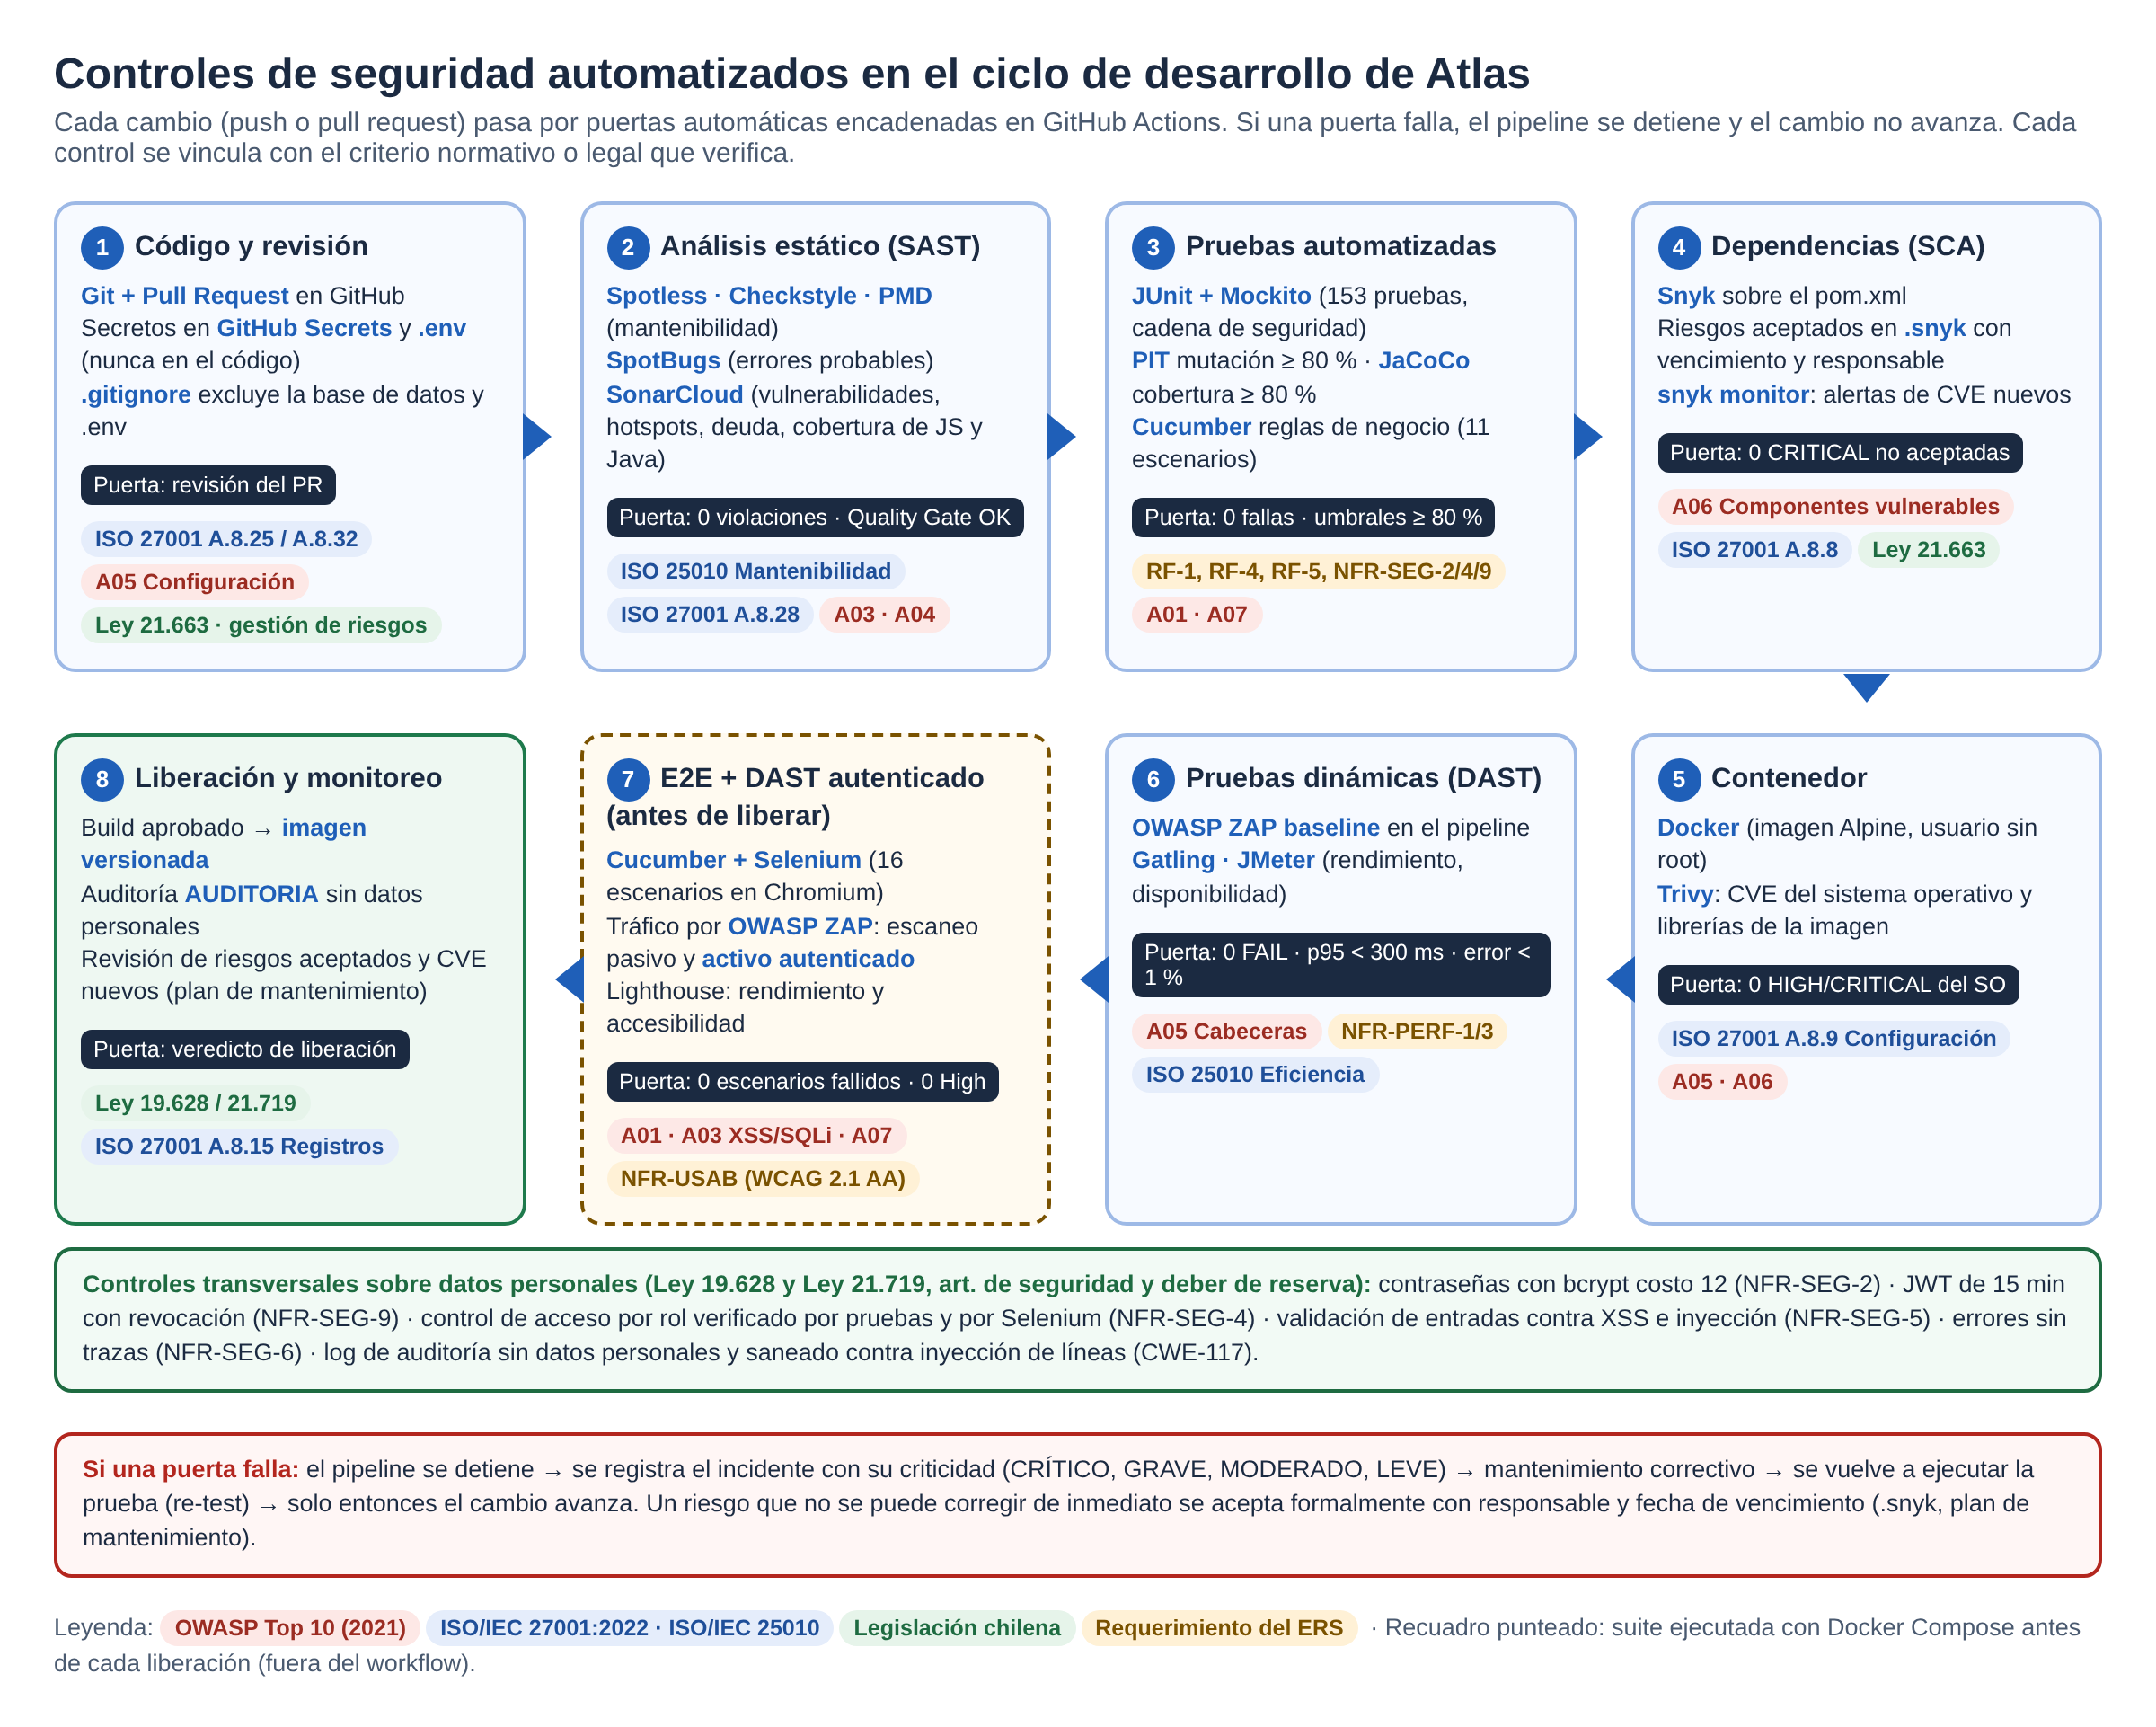 Controles de seguridad automatizados en el ciclo de desarrollo de Atlas
Cada cambio (push o pull request) pasa por puertas automáticas encadenadas en GitHub Actions. Si una puerta falla, el pipeline se detiene y el cambio no avanza. Cada
control se vincula con el criterio normativo o legal que verifica.
1 Código y revisión
Git + Pull Request en GitHub
Secretos en GitHub Secrets y .env
(nunca en el código)
.gitignore excluye la base de datos y
.env
Puerta: revisión del PR
ISO 27001 A.8.25 / A.8.32
A05 Configuración
Ley 21.663 · gestión de riesgos
2 Análisis estático (SAST)
Spotless · Checkstyle · PMD
(mantenibilidad)
SpotBugs (errores probables)
SonarCloud (vulnerabilidades,
hotspots, deuda, cobertura de JS y
Java)
Puerta: 0 violaciones · Quality Gate OK
ISO 25010 Mantenibilidad
ISO 27001 A.8.28 A03 · A04
3 Pruebas automatizadas
JUnit + Mockito (153 pruebas,
cadena de seguridad)
PIT mutación ≥ 80 % · JaCoCo
cobertura ≥ 80 %
Cucumber reglas de negocio (11
escenarios)
Puerta: 0 fallas · umbrales ≥ 80 %
RF-1, RF-4, RF-5, NFR-SEG-2/4/9
A01 · A07
4 Dependencias (SCA)
Snyk sobre el pom.xml
Riesgos aceptados en .snyk con
vencimiento y responsable
snyk monitor: alertas de CVE nuevos
Puerta: 0 CRITICAL no aceptadas
A06 Componentes vulnerables
ISO 27001 A.8.8 Ley 21.663
8 Liberación y monitoreo
Build aprobado → imagen
versionada
Auditoría AUDITORIA sin datos
personales
Revisión de riesgos aceptados y CVE
nuevos (plan de mantenimiento)
Puerta: veredicto de liberación
Ley 19.628 / 21.719
ISO 27001 A.8.15 Registros
7 E2E + DAST autenticado
(antes de liberar)
Cucumber + Selenium (16
escenarios en Chromium)
Tráfico por OWASP ZAP: escaneo
pasivo y activo autenticado
Lighthouse: rendimiento y
accesibilidad
Puerta: 0 escenarios fallidos · 0 High
A01 · A03 XSS/SQLi · A07
NFR-USAB (WCAG 2.1 AA)
6 Pruebas dinámicas (DAST)
OWASP ZAP baseline en el pipeline
Gatling · JMeter (rendimiento,
disponibilidad)
Puerta: 0 FAIL · p95 < 300 ms · error <
1 %
A05 Cabeceras NFR-PERF-1/3
ISO 25010 Eficiencia
5 Contenedor
Docker (imagen Alpine, usuario sin
root)
Trivy: CVE del sistema operativo y
librerías de la imagen
Puerta: 0 HIGH/CRITICAL del SO
ISO 27001 A.8.9 Configuración
A05 · A06
Controles transversales sobre datos personales (Ley 19.628 y Ley 21.719, art. de seguridad y deber de reserva): contraseñas con bcrypt costo 12 (NFR-SEG-2) · JWT de 15 min
con revocación (NFR-SEG-9) · control de acceso por rol verificado por pruebas y por Selenium (NFR-SEG-4) · validación de entradas contra XSS e inyección (NFR-SEG-5) · errores sin
trazas (NFR-SEG-6) · log de auditoría sin datos personales y saneado contra inyección de líneas (CWE-117).
Si una puerta falla: el pipeline se detiene → se registra el incidente con su criticidad (CRÍTICO, GRAVE, MODERADO, LEVE) → mantenimiento correctivo → se vuelve a ejecutar la
prueba (re-test) → solo entonces el cambio avanza. Un riesgo que no se puede corregir de inmediato se acepta formalmente con responsable y fecha de vencimiento (.snyk, plan de
mantenimiento).
Leyenda: OWASP Top 10 (2021) ISO/IEC 27001:2022 · ISO/IEC 25010 Legislación chilena Requerimiento del ERS · Recuadro punteado: suite ejecutada con Docker Compose antes
de cada liberación (fuera del workflow).